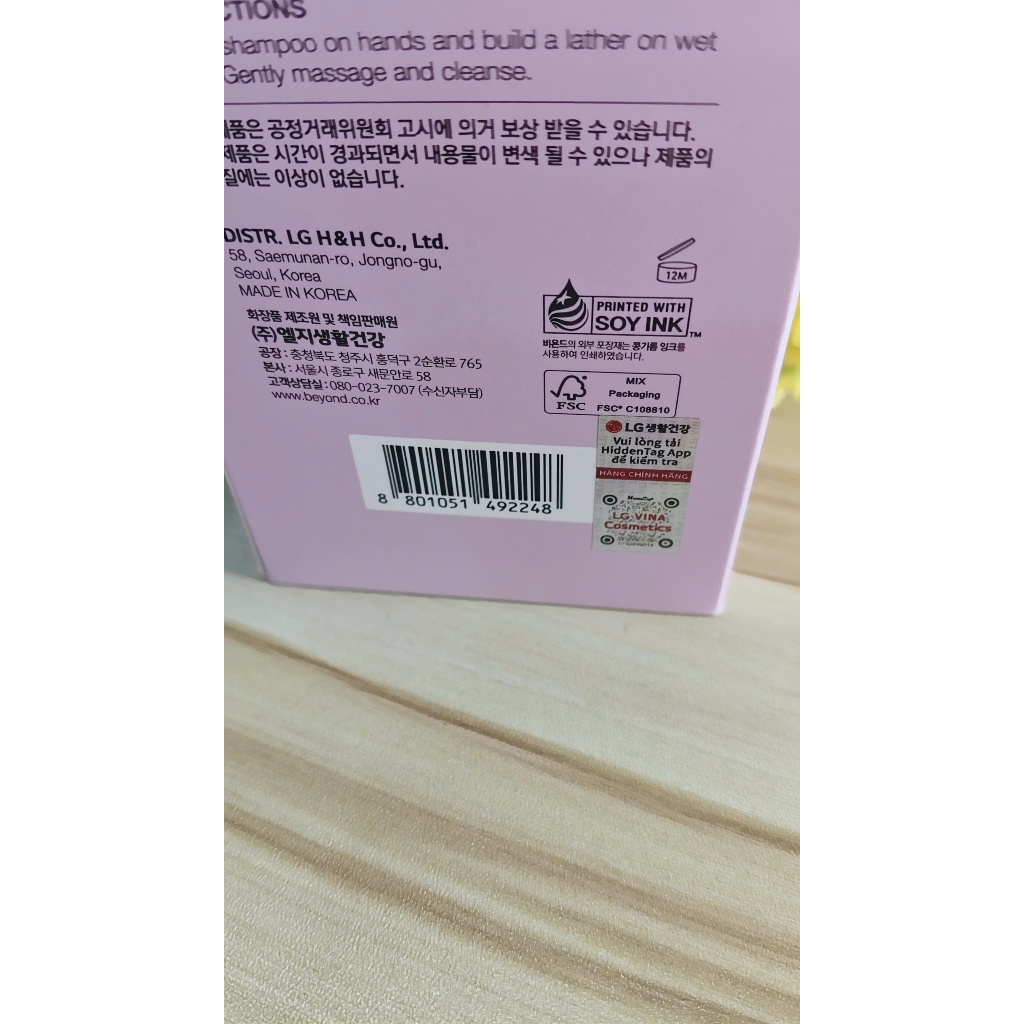 CTIONS
shampoo on hands and build a lather on wet
Gently massage and cleanse.
제품은 공정거래위원회 고시에 의거 보상 받을 수 있습니다.
제품은 시간이 경과되면서 내용물이 변색 될 수 있으나 제품의
질에는 이상이 없습니다.
DISTR. LG H&H Co., Ltd.
58, Saemunan-ro, Jongno-gu,
Seoul, Korea
MADE IN KOREA
화장품 제조원 및 책임판매원
(주)엘지생활건강
공장 : 충청북도 청주시 흥덕구 2순환로 765
본사 : 서울시 종로구 새문안로 58
고객상담실 : 080-023-7007 (수신자부담)
www.beyond.co.kr
12M
PRINTED WITH
SOY INK TM
비욘드의 외부 포장재는 콩기름 잉크를
사용하여 인쇄하였습니다.
FSC
MIX
Packaging
FSC® C108810
LG생활건강
Vui lòng tải
HiddenTag App
để kiểm tra
HÀNG CHÍNH HÃNG
HiddenTag
LG VINA
Cosmetics
8 801051 492248